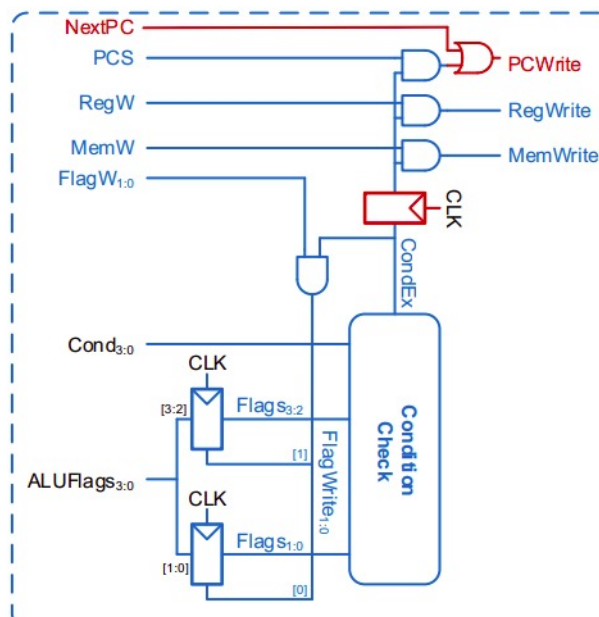 NextPC
PCS
PCWrite
RegW
RegWrite
MemW
MemWrite
FlagW1:0
CLK
CondEx
Cond3:0
CLK
[3:2]
Flags3:2
Condition
Check
[1]
FlagWrite1:0
ALUFlags3:0
CLK
Flags1:0
[1:0]
[0]